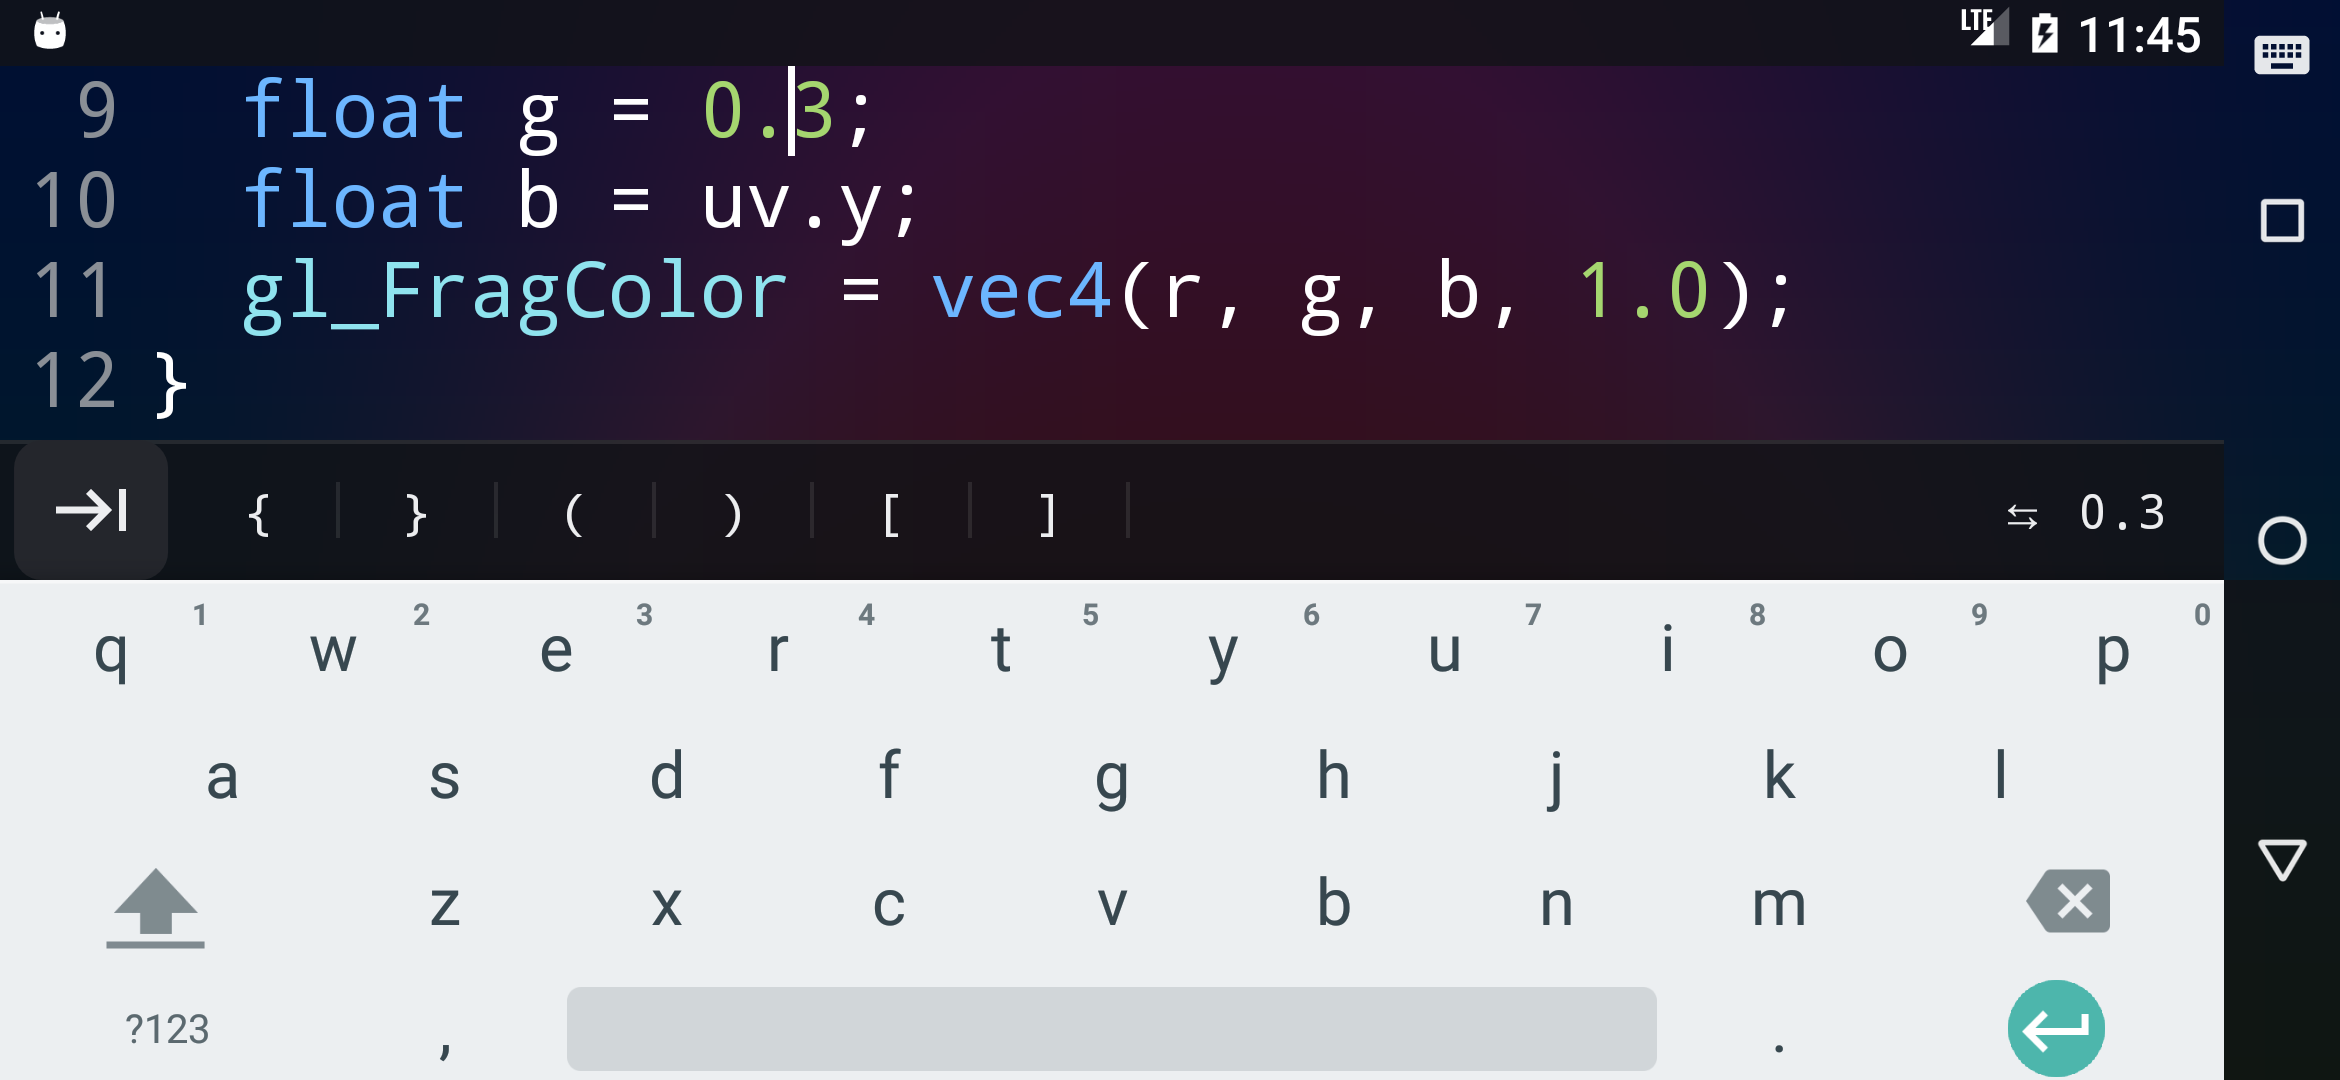 LTE 11:45
9 float g = 0.3;
10 float b = uv.y;
11 gl_FragColor = vec4(r, g, b, 1.0);
12 }
{ } ( ) [ ] ⇆ 0.3
q 1 w 2 e 3 r 4 t 5 y 6 u 7 i 8 o 9 p 0
a s d f g h j k l
z x c v b n m
?123 , .